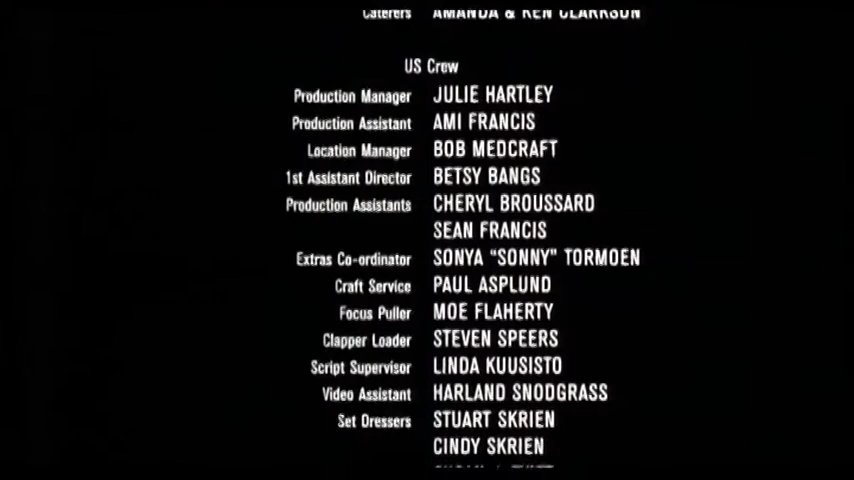 Caterers AMANDA & KEN CLARKSON
US Crew
Production Manager JULIE HARTLEY
Production Assistant AMI FRANCIS
Location Manager BOB MEDCRAFT
1st Assistant Director BETSY BANGS
Production Assistants CHERYL BROUSSARD
SEAN FRANCIS
Extras Co-ordinator SONYA "SONNY" TORMOEN
Craft Service PAUL ASPLUND
Focus Puller MOE FLAHERTY
Clapper Loader STEVEN SPEERS
Script Supervisor LINDA KUUSISTO
Video Assistant HARLAND SNODGRASS
Set Dressers STUART SKRIEN
CINDY SKRIEN